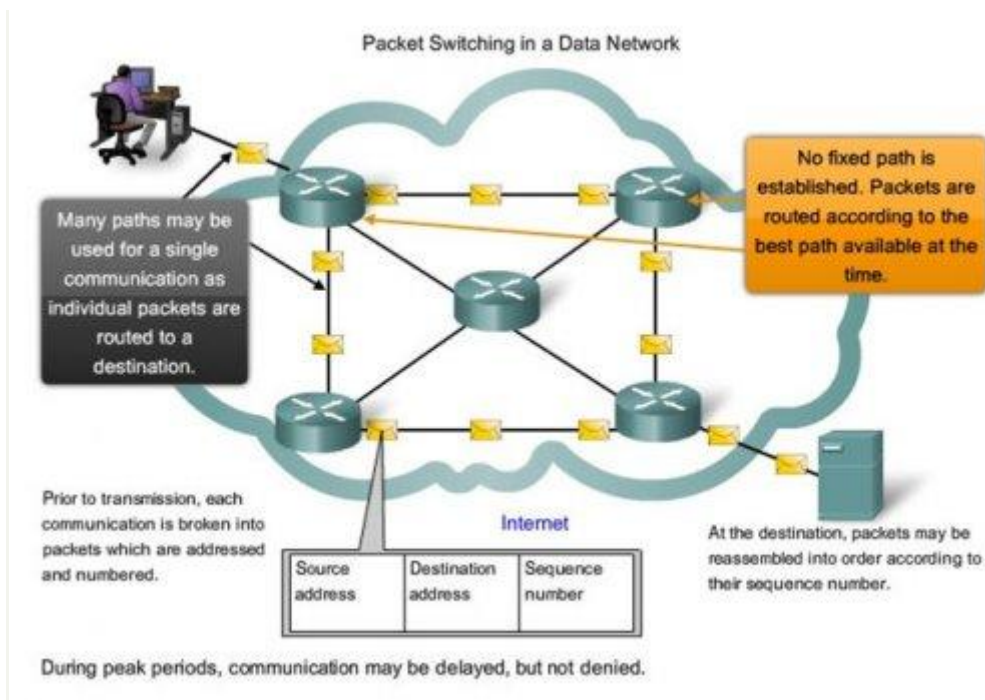 Packet Switching in a Data Network
Many paths may be
used for a single
communication as
individual packets are
routed to a
destination.
No fixed path is
established. Packets are
routed according to the
best path available at the
time.
Prior to transmission, each
communication is broken into
packets which are addressed
and numbered.
Internet
Source
address
Destination
address
Sequence
number
At the destination, packets may be
reassembled into order according to
their sequence number.
During peak periods, communication may be delayed, but not denied.